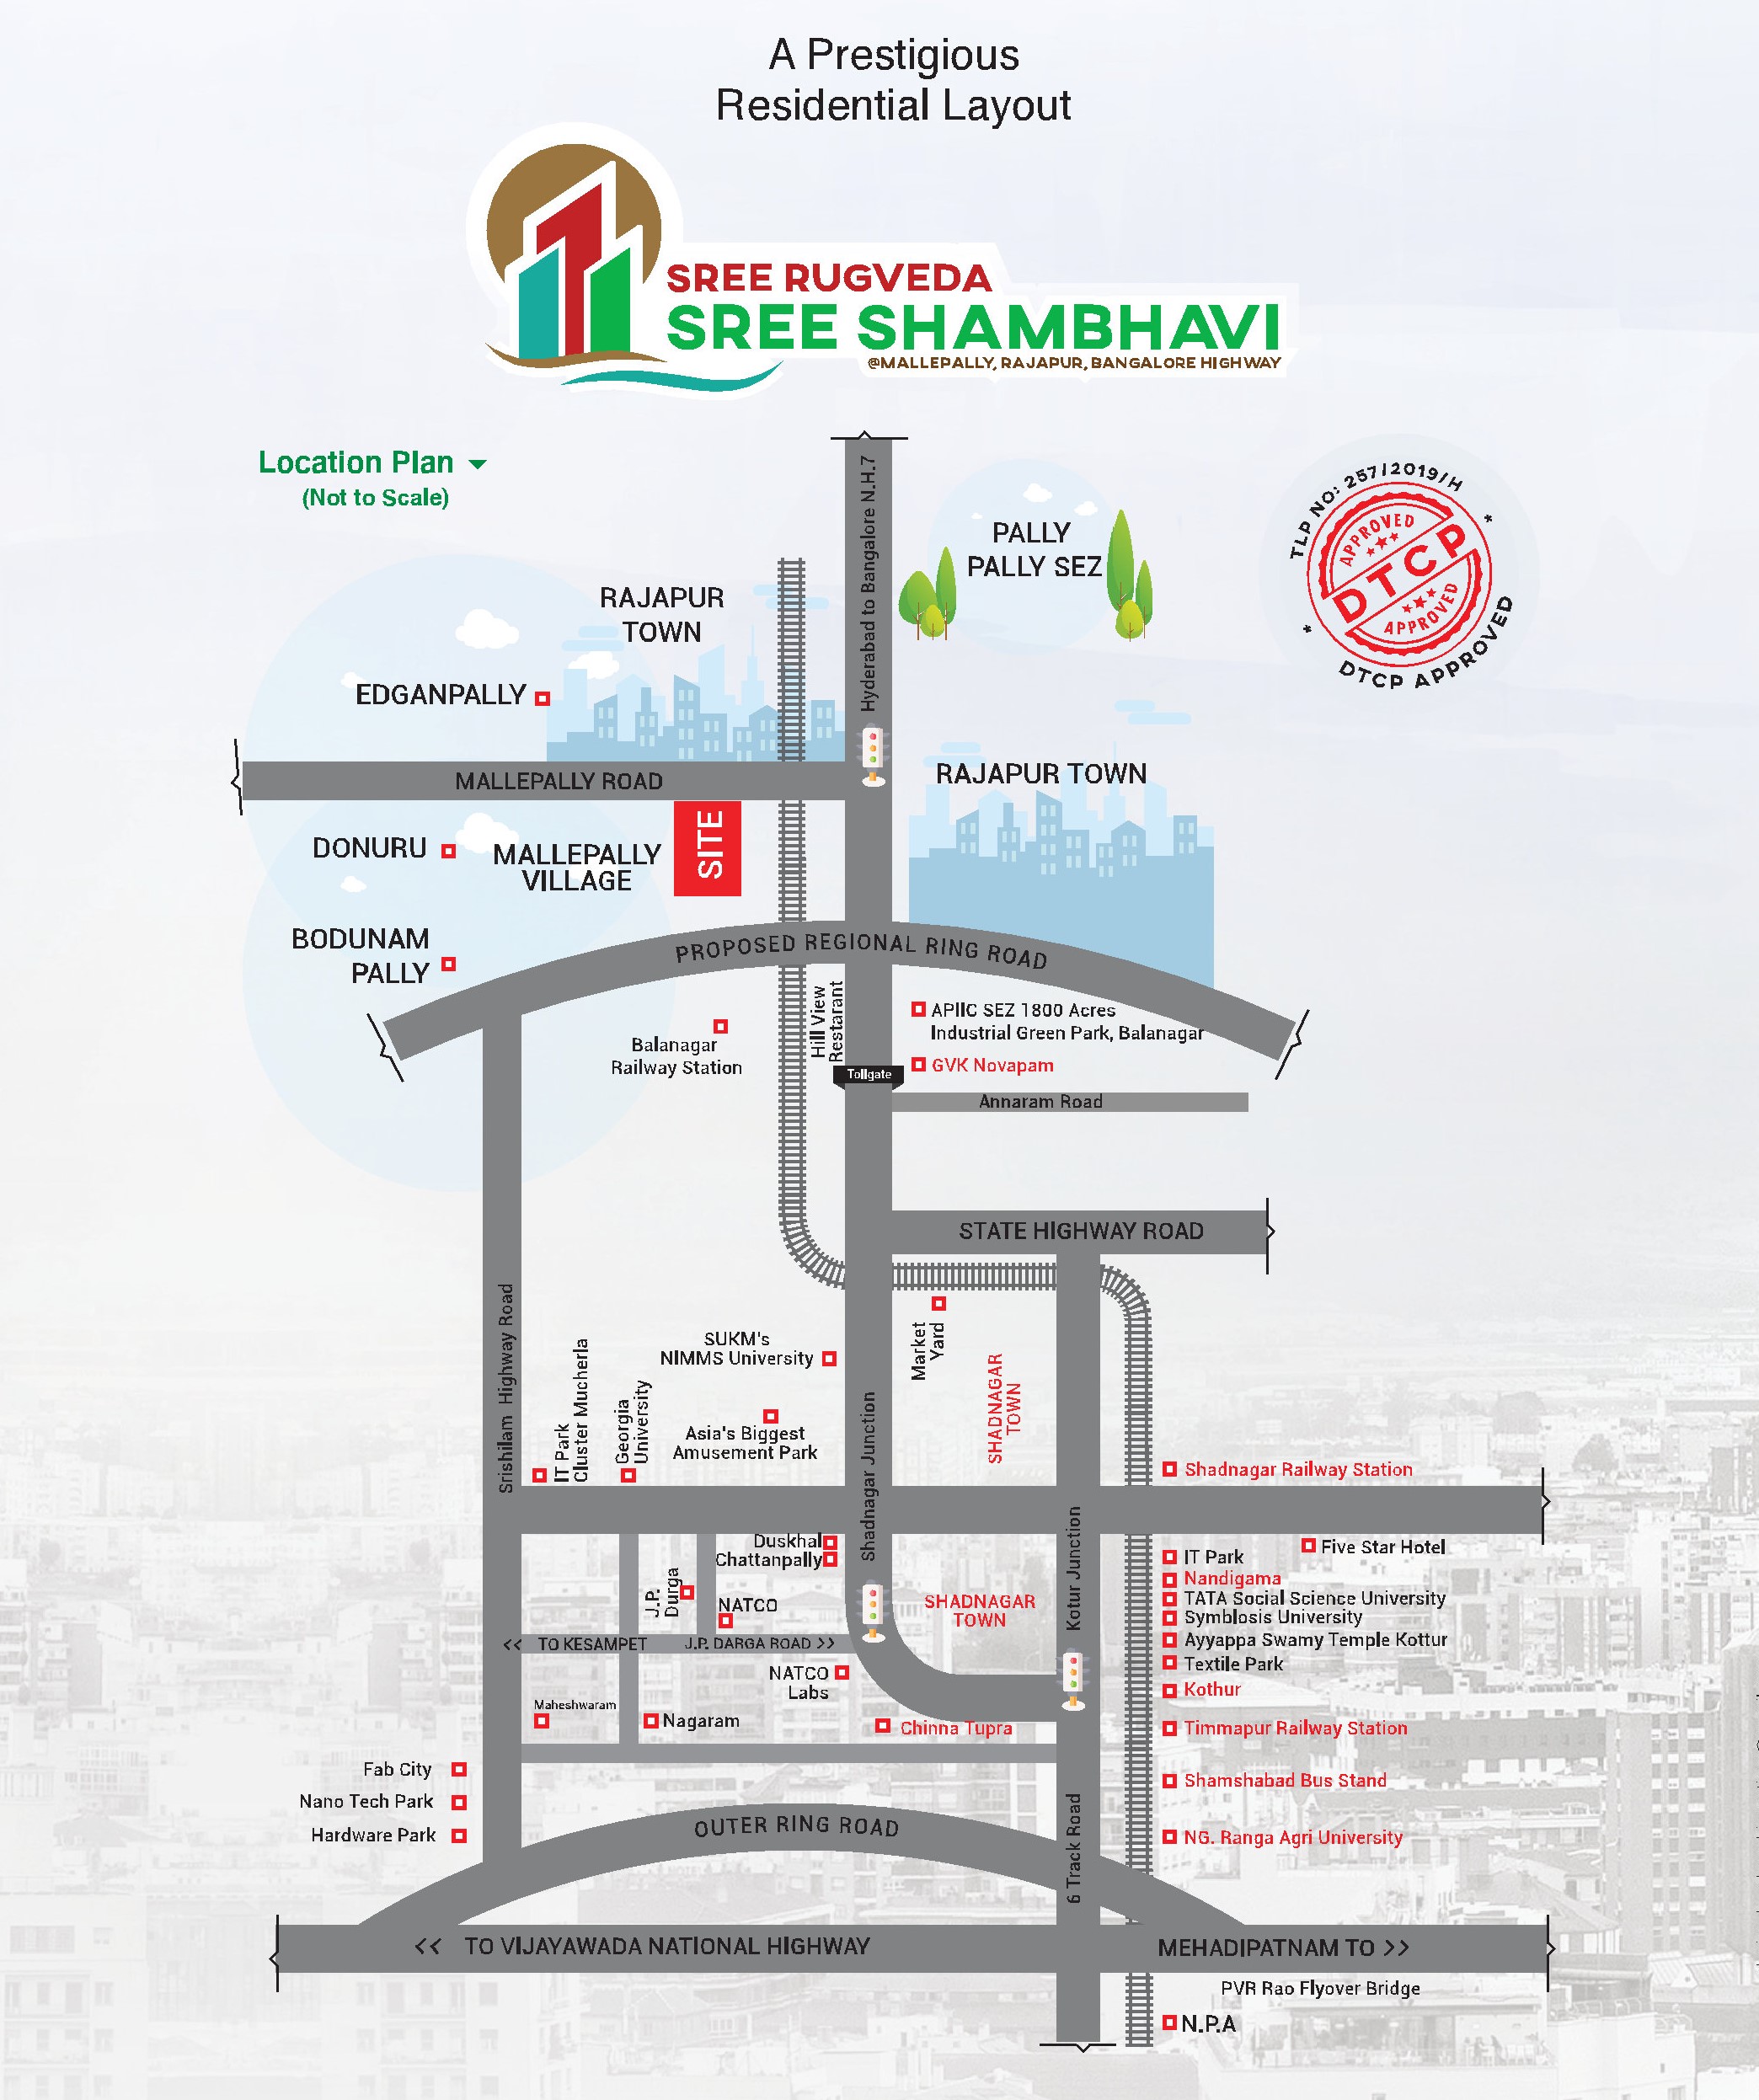 A Prestigious
Residential Layout
SREE RUGVEDA
SREE SHAMBHAVI
@MALLEPALLY, RAJAPUR, BANGALORE HIGHWAY
Location Plan
(Not to Scale)
Hyderabad to Bangalore N.H.7
PALLY
PALLY SEZ
TLP NO: 257/2019/H
APPROVED
DTCP
APPROVED
DTCP APPROVED
RAJAPUR
TOWN
EDGANPALLY
MALLEPALLY ROAD
RAJAPUR TOWN
SITE
DONURU
MALLEPALLY
VILLAGE
BODUNAM
PALLY
PROPOSED REGIONAL RING ROAD
Hill View
Restarant
APIIC SEZ 1800 Acres
Industrial Green Park, Balanagar
Balanagar
Railway Station
GVK Novapam
Tollgate
Annaram Road
STATE HIGHWAY ROAD
Srishilam Highway Road
IT Park
Cluster Mucherla
Georgia
University
SUKM's
NIMMS University
Asia's Biggest
Amusement Park
Shadnagar Junction
Market
Yard
SHADNAGAR
TOWN
Shadnagar Railway Station
Duskhal
Chattanpally
J.P.
Durga
NATCO
SHADNAGAR
TOWN
Kotur Junction
Five Star Hotel
IT Park
Nandigama
TATA Social Science University
Symblosis University
Ayyappa Swamy Temple Kottur
Textile Park
Kothur
<< TO KESAMPET
J.P. DARGA ROAD >>
NATCO
Labs
Maheshwaram
Nagaram
Chinna Tupra
Timmapur Railway Station
Shamshabad Bus Stand
NG. Ranga Agri University
Fab City
Nano Tech Park
Hardware Park
OUTER RING ROAD
6 Track Road
<< TO VIJAYAWADA NATIONAL HIGHWAY
MEHADIPATNAM TO >>
PVR Rao Flyover Bridge
N.P.A